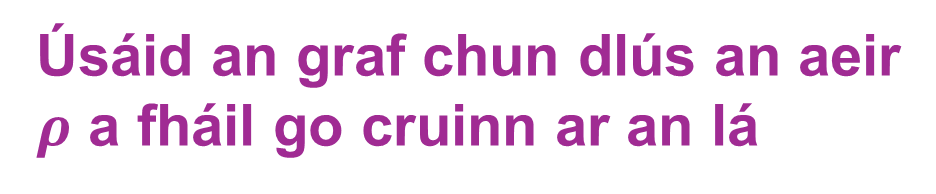 Úsáid an graf chun dlús an aeir
ρ a fháil go cruinn ar an lá